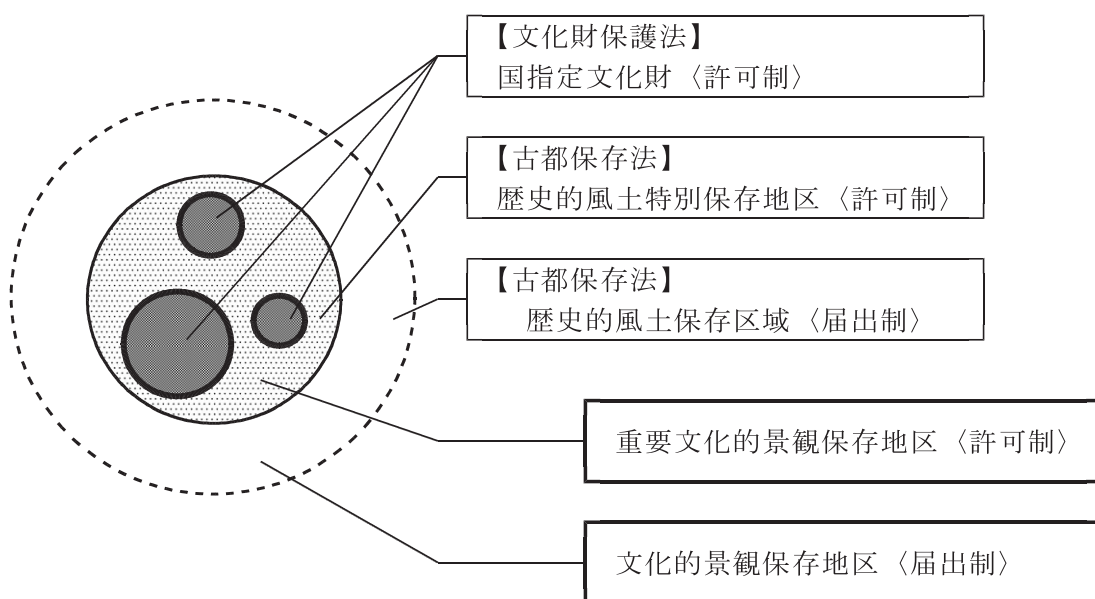 【文化財保護法】
国指定文化財〈許可制〉
【古都保存法】
歴史的風土特別保存地区〈許可制〉
【古都保存法】
歴史的風土保存区域〈届出制〉
重要文化的景観保存地区〈許可制〉
文化的景観保存地区〈届出制〉